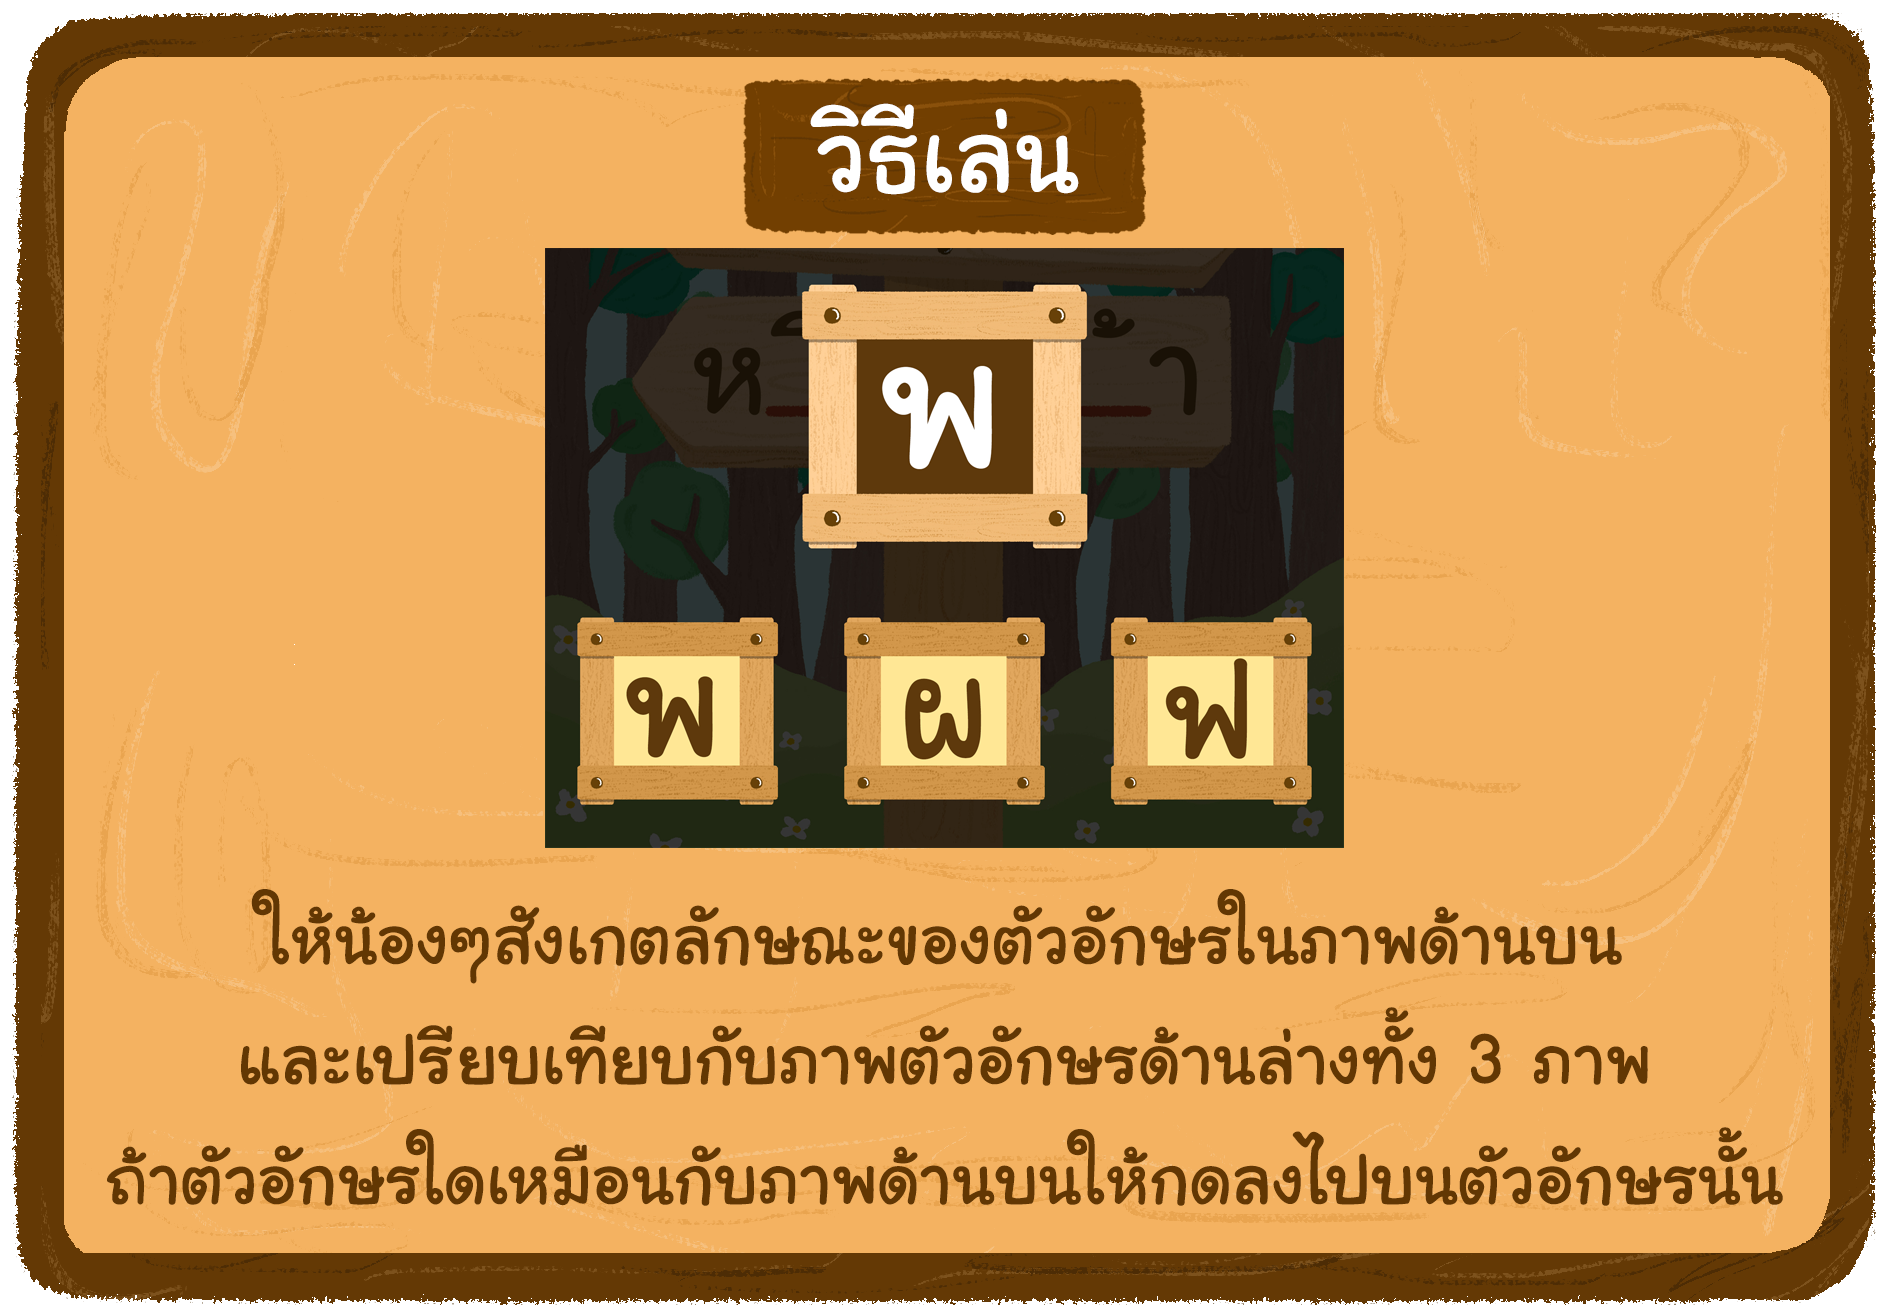 วิธีเล่น
ห า
พ
พ ผ ฟ
ให้น้องๆสังเกตลักษณะของตัวอักษรในภาพด้านบน
และเปรียบเทียบกับภาพตัวอักษรด้านล่างทั้ง 3 ภาพ
ถ้าตัวอักษรใดเหมือนกับภาพด้านบนให้กดลงไปบนตัวอักษรนั้น